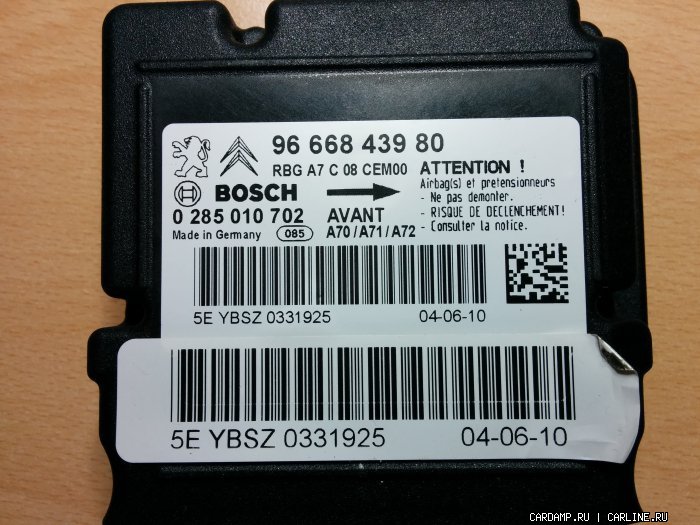 96 668 439 80
RBG A7 C 08 CEM00
BOSCH
0 285 010 702
AVANT
Made in Germany
085
A70/A71/A72
ATTENTION !
Airbag(s) et pretensionneurs
- Ne pas demonter.
- RISQUE DE DECLENCHEMENT!
- Consulter la notice.
5E YBSZ 0331925
04-06-10
5E YBSZ 0331925
04-06-10
CARDAMP.RU | CARLINE.RU